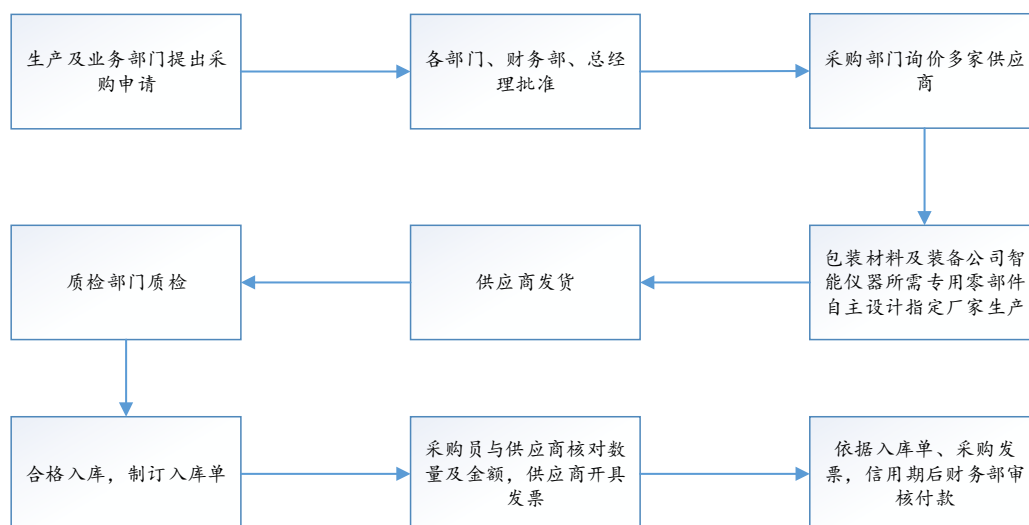 生产及业务部门提出采
购申请
各部门、财务部、总经
理批准
采购部门询价多家供应
商
包装材料及装备公司智
能仪器所需专用零部件
自主设计指定厂家生产
供应商发货
质检部门质检
合格入库，制订入库单
采购员与供应商核对数
量及金额，供应商开具
发票
依据入库单、采购发
票，信用期后财务部审
核付款